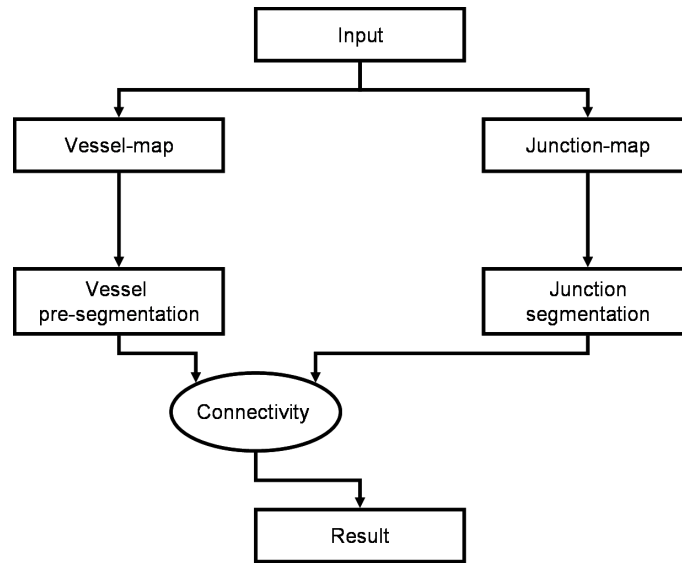 Input
Vessel-map
Junction-map
Vessel
pre-segmentation
Junction
segmentation
Connectivity
Result